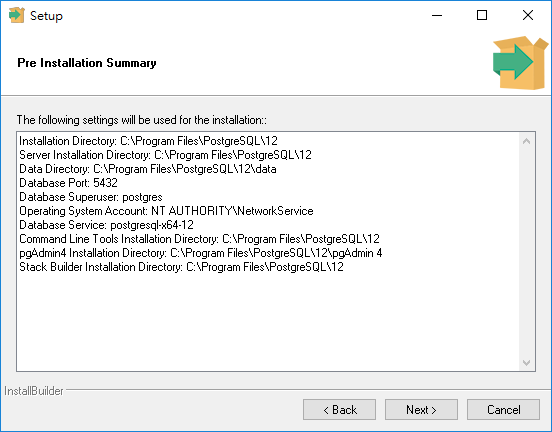 Setup
Pre Installation Summary
The following settings will be used for the installation::
Installation Directory: C:\Program Files\PostgreSQL\12
Server Installation Directory: C:\Program Files\PostgreSQL\12
Data Directory: C:\Program Files\PostgreSQL\12\data
Database Port: 5432
Database Superuser: postgres
Operating System Account: NT AUTHORITY\NetworkService
Database Service: postgresql-x64-12
Command Line Tools Installation Directory: C:\Program Files\PostgreSQL\12
pgAdmin4 Installation Directory: C:\Program Files\PostgreSQL\12\pgAdmin 4
Stack Builder Installation Directory: C:\Program Files\PostgreSQL\12
InstallBuilder
< Back
Next >
Cancel